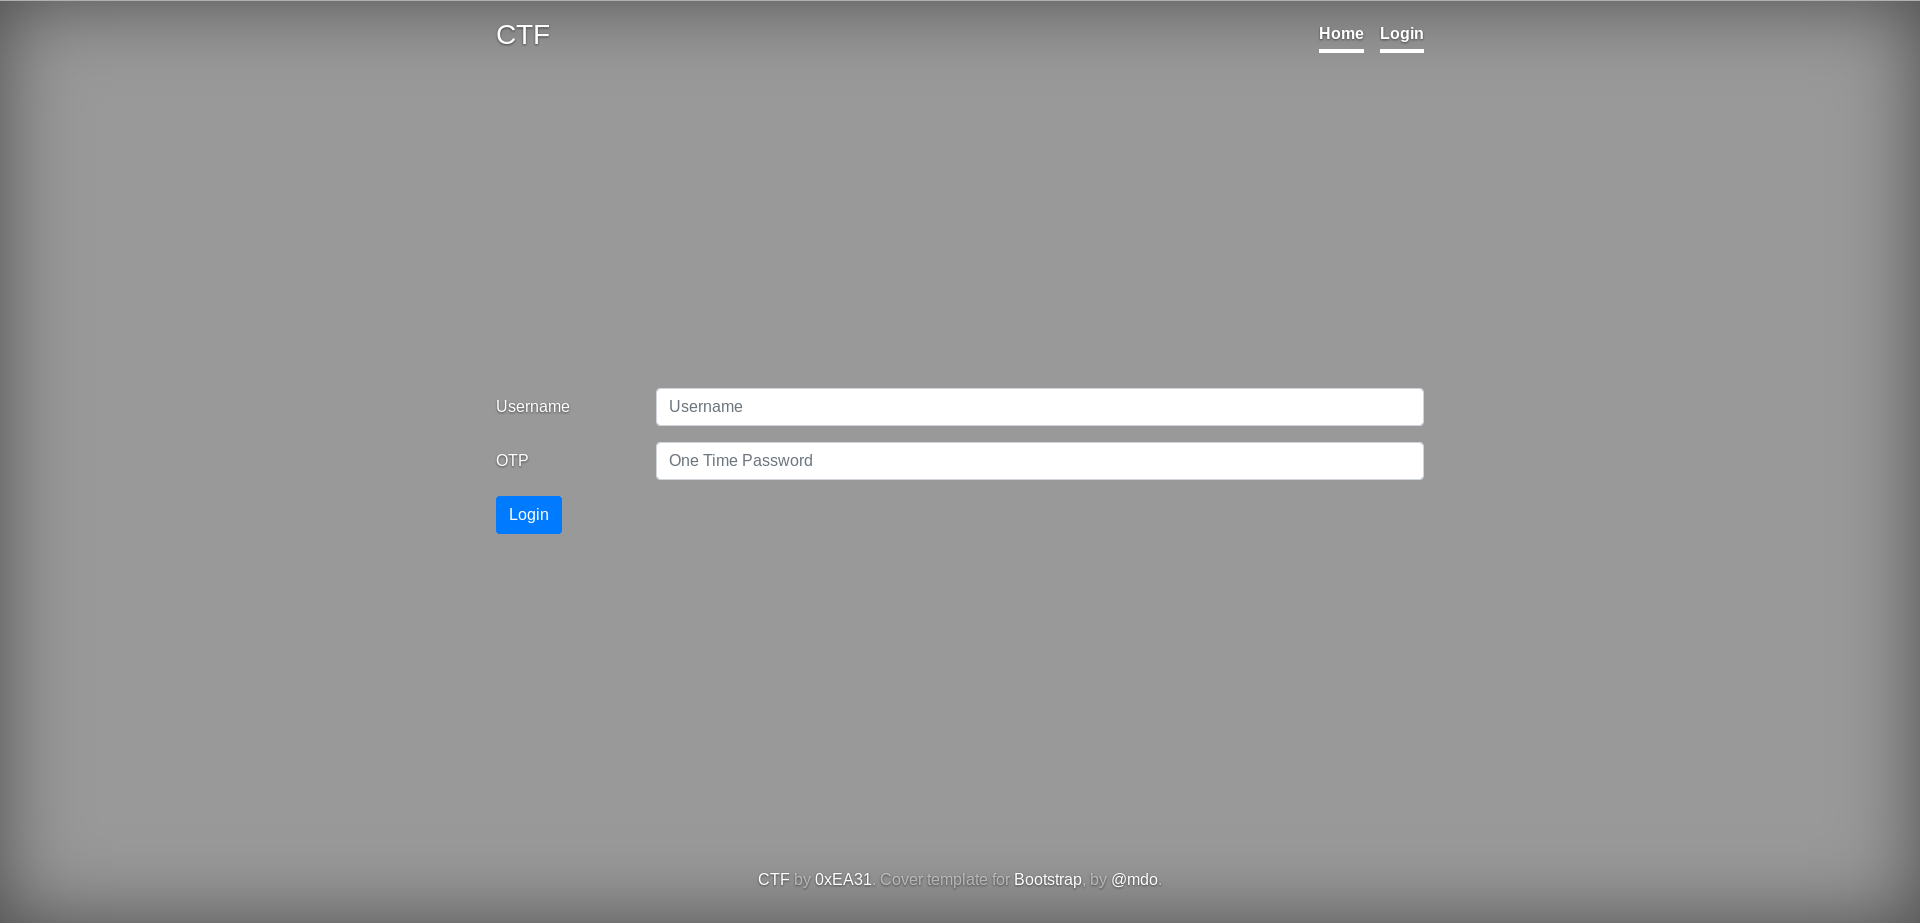 CTF
Home Login
Username Username
OTP One Time Password
Login
CTF by 0xEA31. Cover template for Bootstrap, by @mdo.